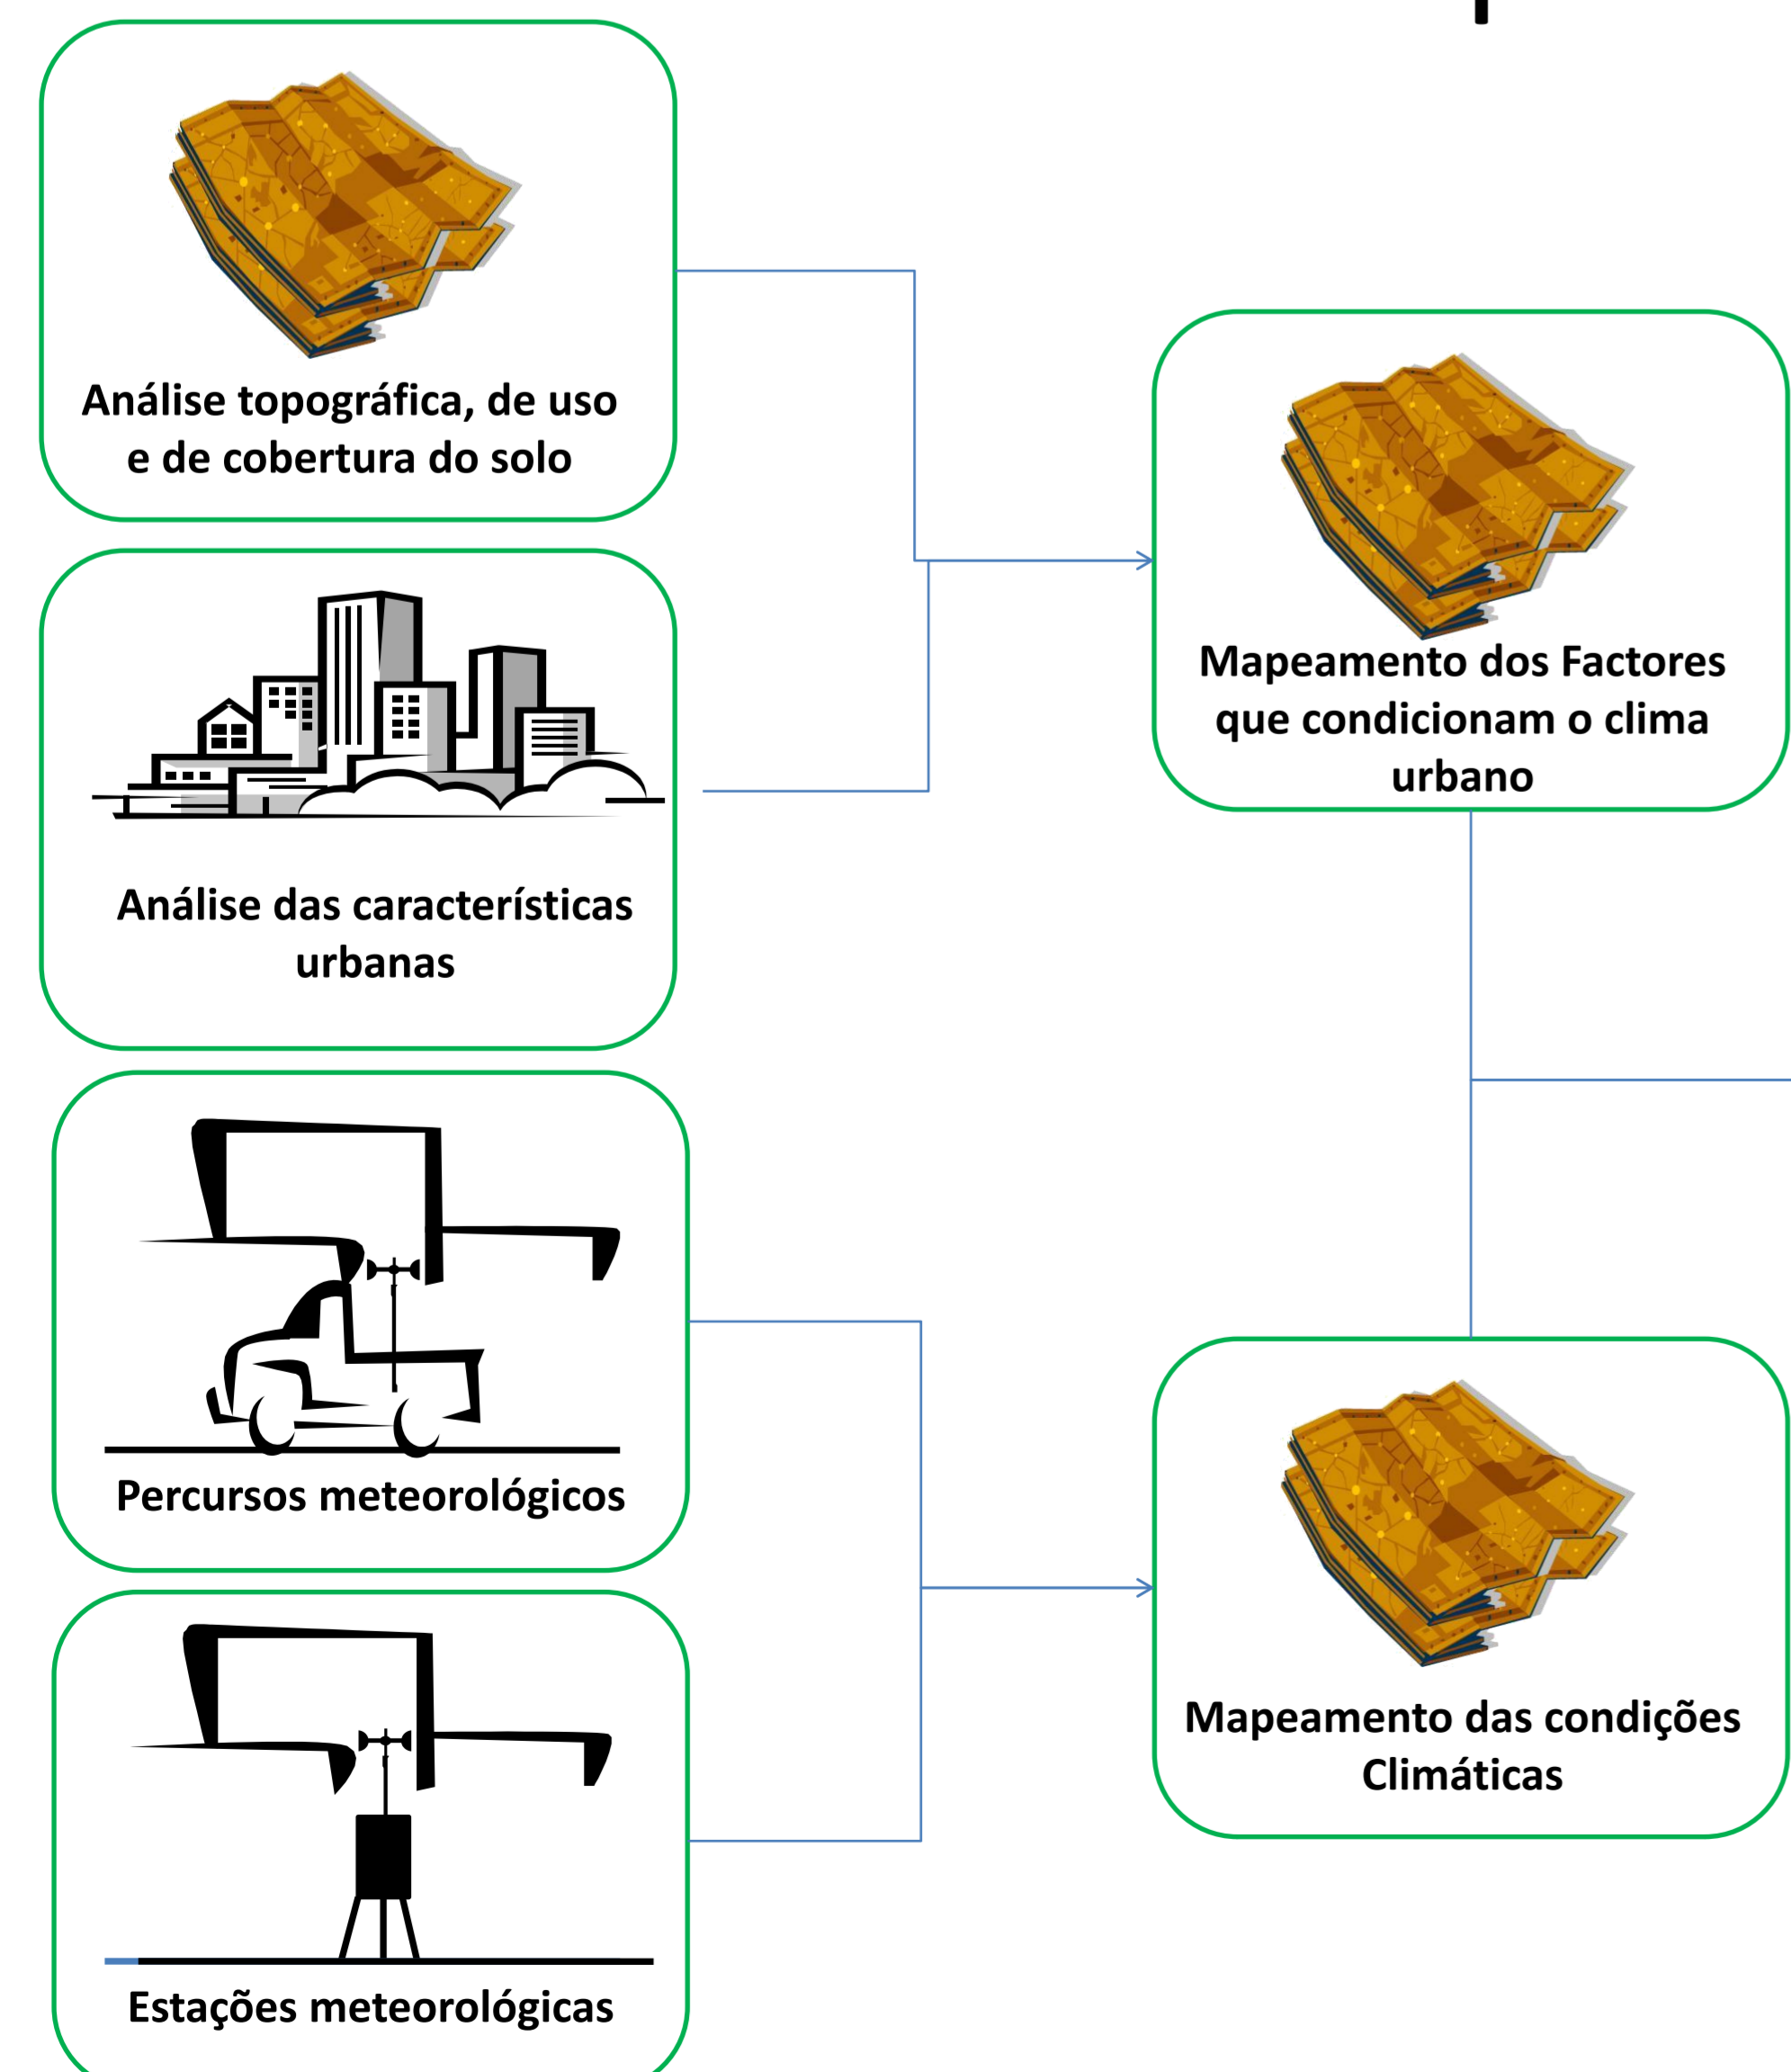 Análise topográfica, de uso
e de cobertura do solo
Análise das características
urbanas
Percursos meteorológicos
Estações meteorológicas
Mapeamento dos Factores
que condicionam o clima
urbano
Mapeamento das condições
Climáticas